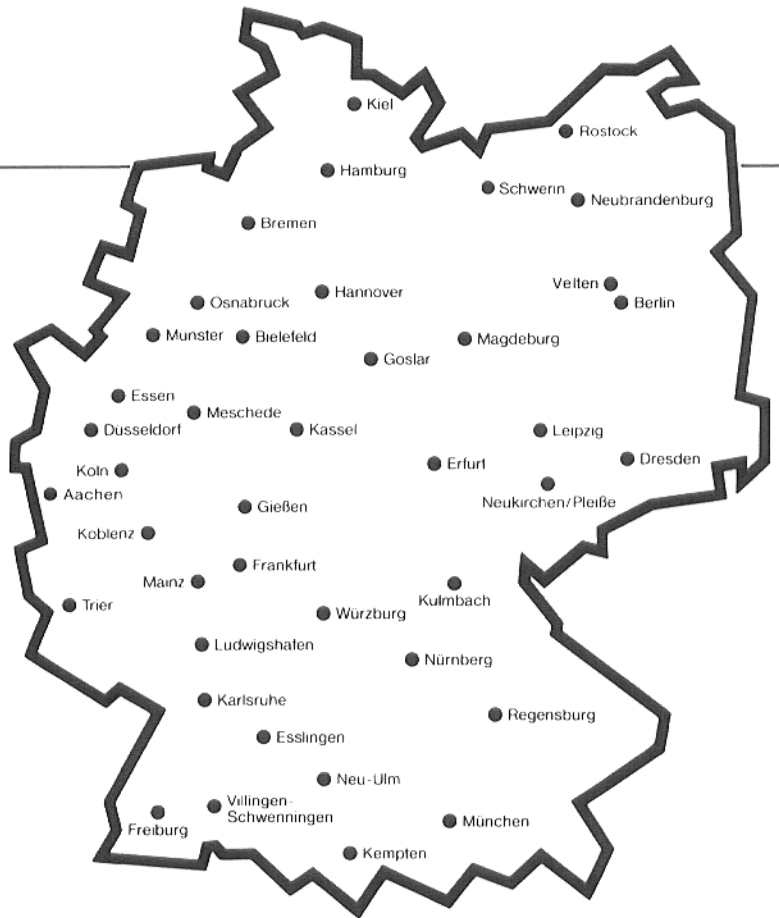 Kiel
Rostock
Hamburg
Schwerin
Neubrandenburg
Bremen
Velten
Hannover
Osnabruck
Berlin
Munster
Bielefeld
Magdeburg
Goslar
Essen
Meschede
Dusseldorf
Kassel
Leipzig
Koln
Erfurt
Dresden
Aachen
Neukirchen/Pleiße
Gießen
Koblenz
Frankfurt
Mainz
Kulmbach
Trier
Würzburg
Ludwigshafen
Nürnberg
Karlsruhe
Regensburg
Esslingen
Neu-Ulm
Villingen-
Schwenningen
München
Freiburg
Kempten